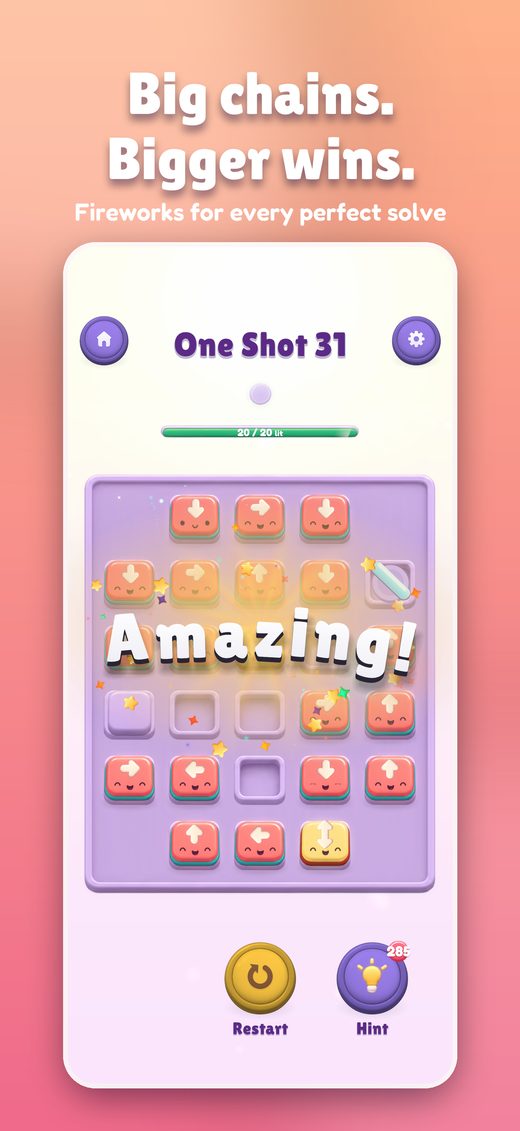 Big chains.
Bigger wins.
Fireworks for every perfect solve
One Shot 31
20 / 20 lit
Amazing!
285
Restart
Hint